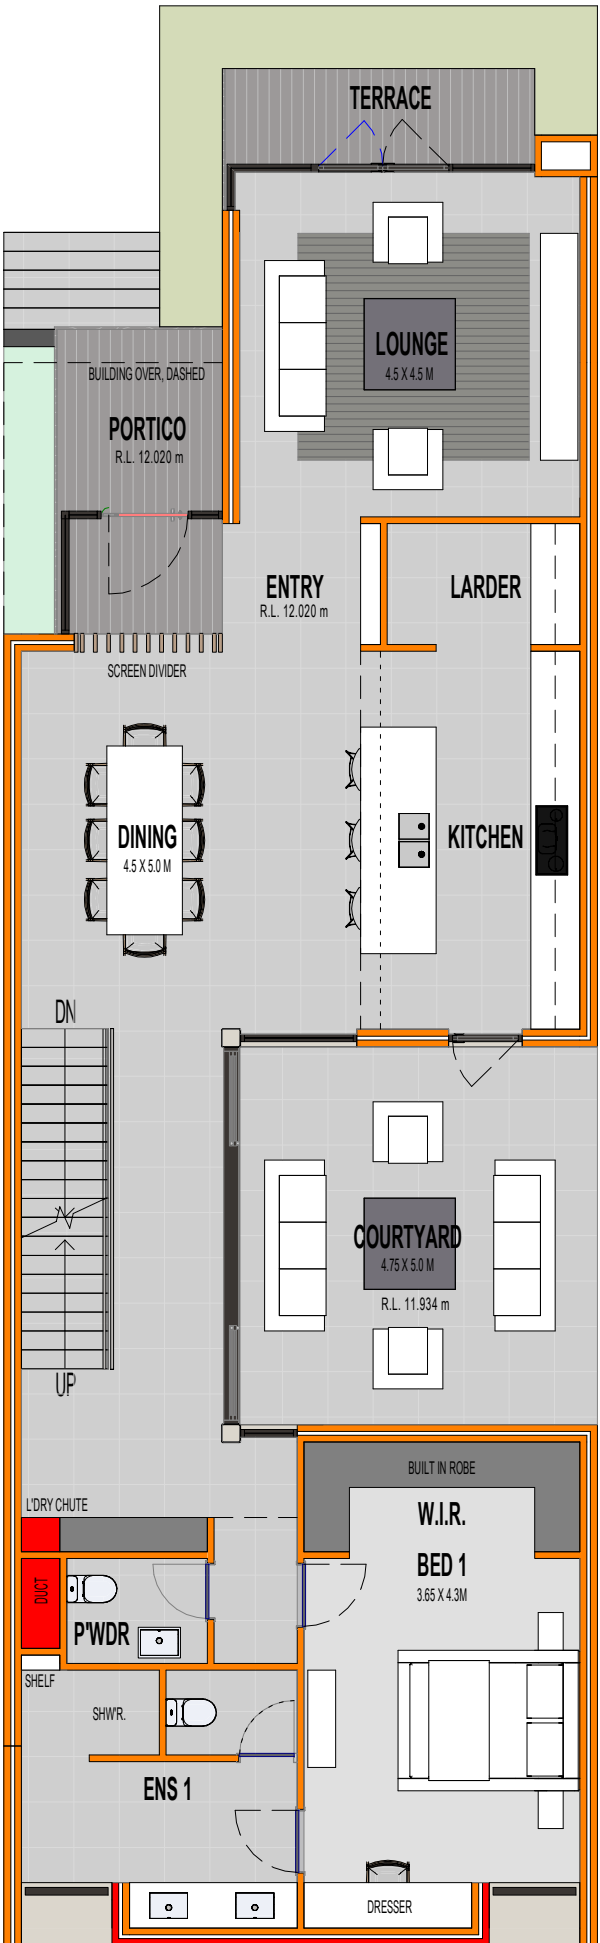 TERRACE
LOUNGE
4.5 X 4.5 M
BUILDING OVER, DASHED
PORTICO
R.L. 12.020 m
ENTRY
R.L. 12.020 m
LARDER
SCREEN DIVIDER
DINING
4.5 X 5.0 M
KITCHEN
DN
COURTYARD
4.75 X 5.0 M
R.L. 11.934 m
UP
BUILT IN ROBE
L'DRY CHUTE
W.I.R.
BED 1
3.65 X 4.3M
DUCT
P'WDR
SHELF
SHW'R.
ENS 1
DRESSER